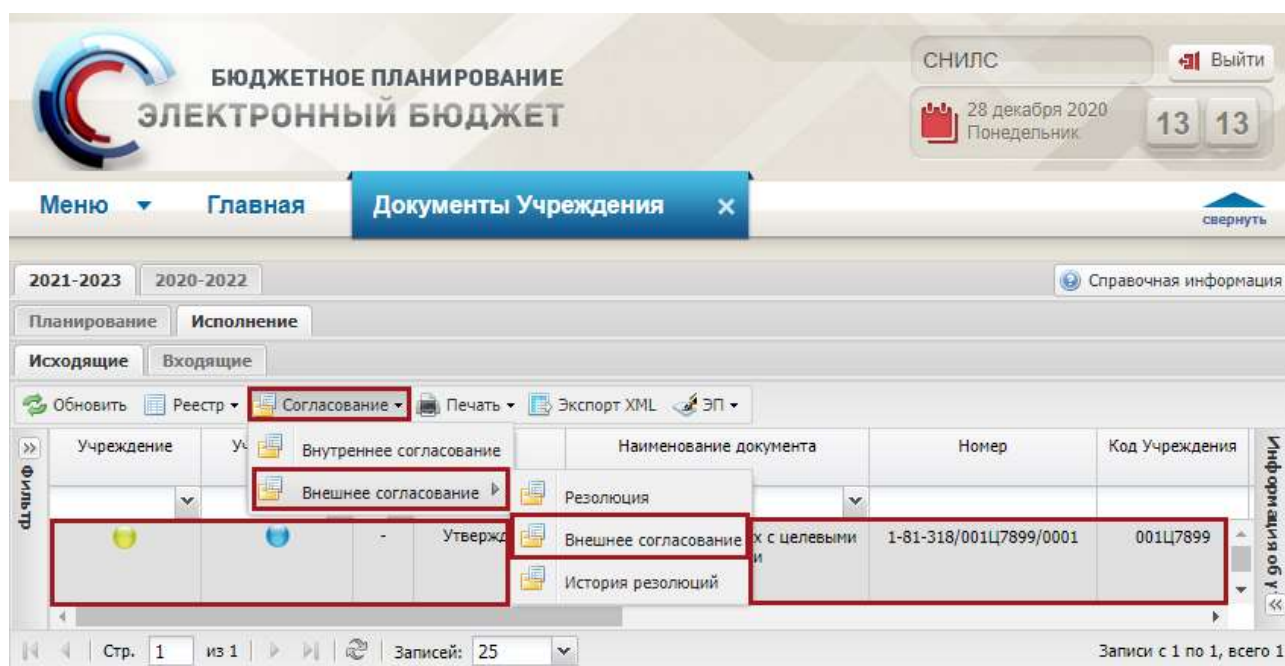 СНИЛС
Выйти
БЮДЖЕТНОЕ ПЛАНИРОВАНИЕ
ЭЛЕКТРОННЫЙ БЮДЖЕТ
28 декабря 2020
Понедельник
13 13
Меню Главная Документы Учреждения
свернуть
2021-2023 2020-2022 Справочная информация
Планирование Исполнение
Исходящие Входящие
Обновить Реестр Согласование Печать Экспорт XML ЭП
Учреждение Наименование документа Номер Код Учреждения
Фильтр
Внутреннее согласование
Внешнее согласование
Резолюция
Внешнее согласование
История резолюций
- Утвержд х с целевыми 1-81-318/001Ц7899/0001 001Ц7899
и
Информация об у
Стр. 1 из 1 Записей: 25 Записи с 1 по 1, всего 1